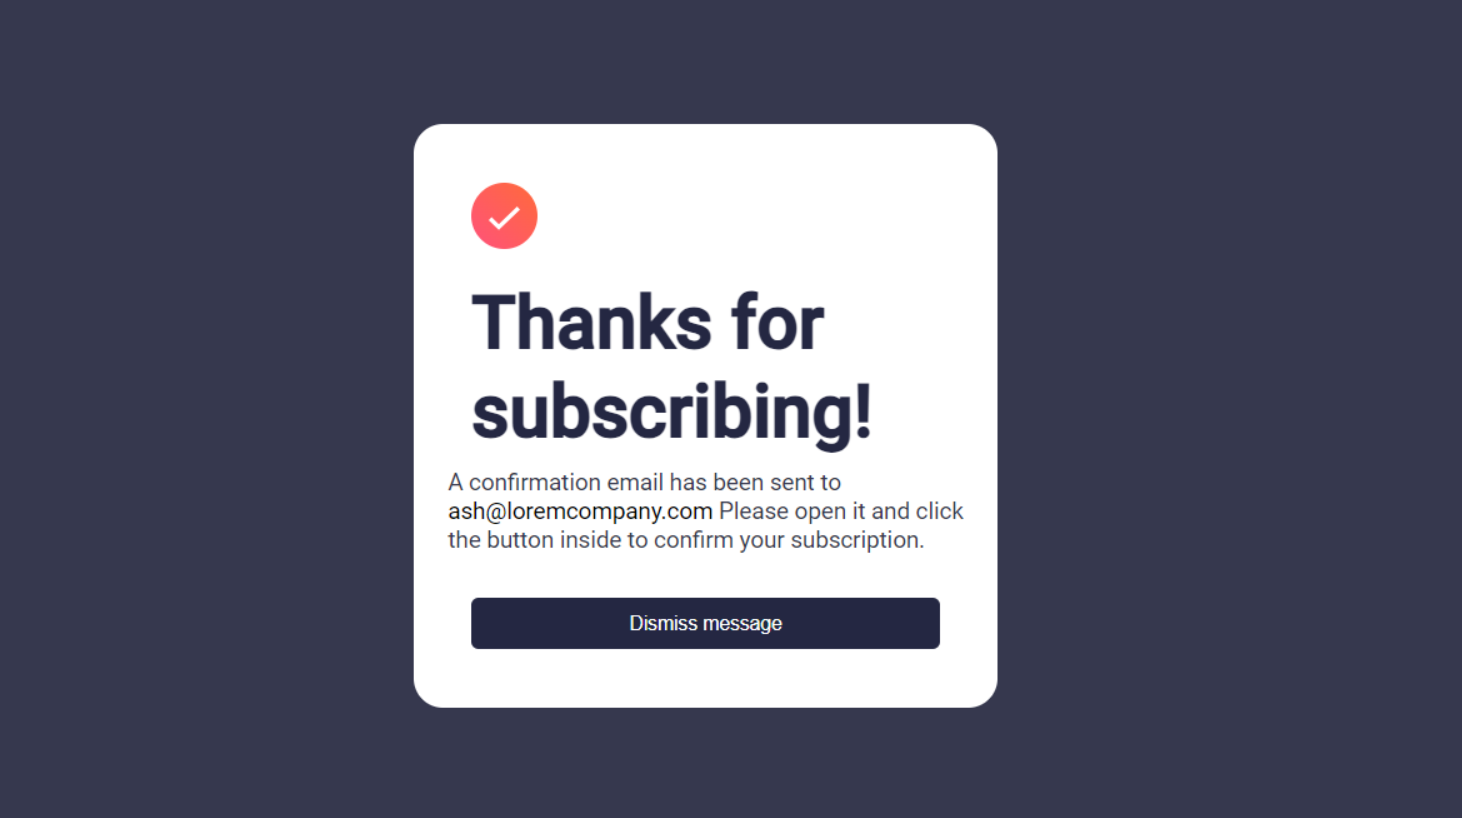 Thanks for
subscribing!
A confirmation email has been sent to
ash@loremcompany.com Please open it and click
the button inside to confirm your subscription.
Dismiss message